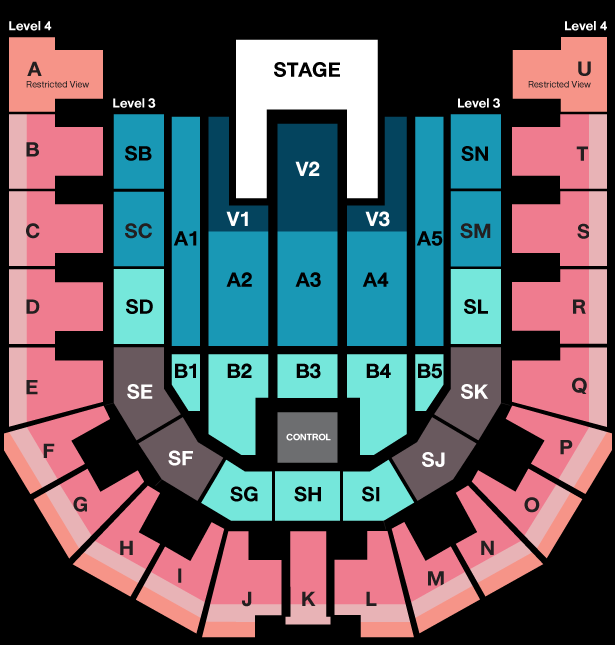 Level 4
Level 4
STAGE
A
Restricted View
U
Restricted View
Level 3
Level 3
B
SB
V2
SN
T
C
SC
A1
V1
V3
A5
SM
S
D
SD
A2
A3
A4
SL
R
E
SE
B1
B2
B3
B4
B5
SK
Q
CONTROL
F
SF
SJ
P
G
SG
SH
SI
O
H
N
I
M
J
K
L